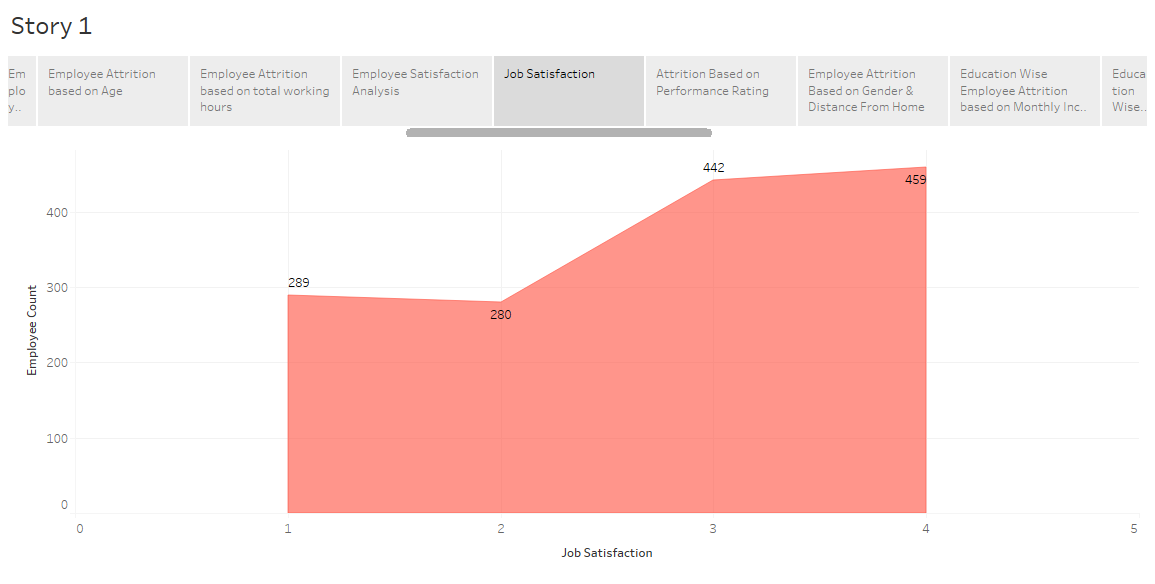 Story 1
Em
plo
y..
Employee Attrition
based on Age
Employee Attrition
based on total working
hours
Employee Satisfaction
Analysis
Job Satisfaction
Attrition Based on
Performance Rating
Employee Attrition
Based on Gender &
Distance From Home
Education Wise
Employee Attrition
based on Monthly Inc..
Educa
tion
Wise..
442
459
400
289
300
280
Employee Count
200
100
0
0 1 2 3 4 5
Job Satisfaction